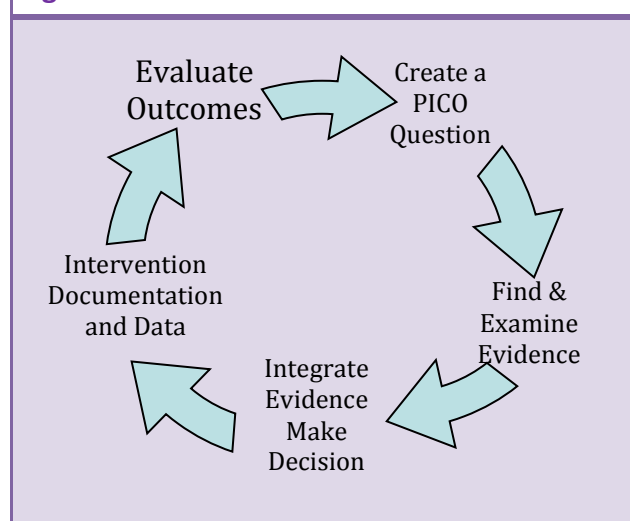 Evaluate
Outcomes
Create a
PICO
Question
Find &
Examine
Evidence
Integrate
Evidence
Make
Decision
Intervention
Documentation
and Data